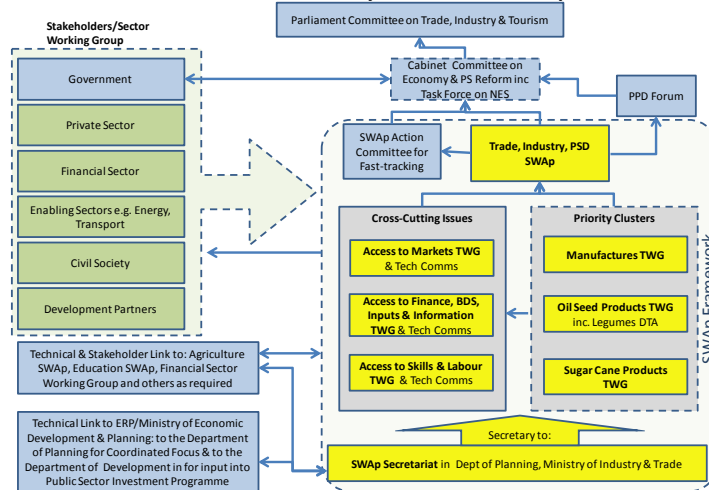 Parliament Committee on Trade, Industry & Tourism
Stakeholders/Sector
Working Group
Government
Private Sector
Financial Sector
Enabling Sectors e.g. Energy,
Transport
Civil Society
Development Partners
Cabinet Committee on
Economy & PS Reform inc
Task Force on NES
PPD Forum
SWAp Action
Committee for
Fast-tracking
Trade, Industry, PSD
SWAp
Cross-Cutting Issues
Access to Markets TWG
& Tech Comms
Access to Finance, BDS,
Inputs & Information
TWG & Tech Comms
Access to Skills & Labour
TWG & Tech Comms
Priority Clusters
Manufactures TWG
Oil Seed Products TWG
inc. Legumes DTA
Sugar Cane Products
TWG
SWAp Framework
Technical & Stakeholder Link to: Agriculture
SWAp, Education SWAp, Financial Sector
Working Group and others as required
Technical Link to ERP/Ministry of Economic
Development & Planning: to the Department
of Planning for Coordinated Focus & to the
Department of Development in for input into
Public Sector Investment Programme
Secretary to:
SWAp Secretariat in Dept of Planning, Ministry of Industry & Trade